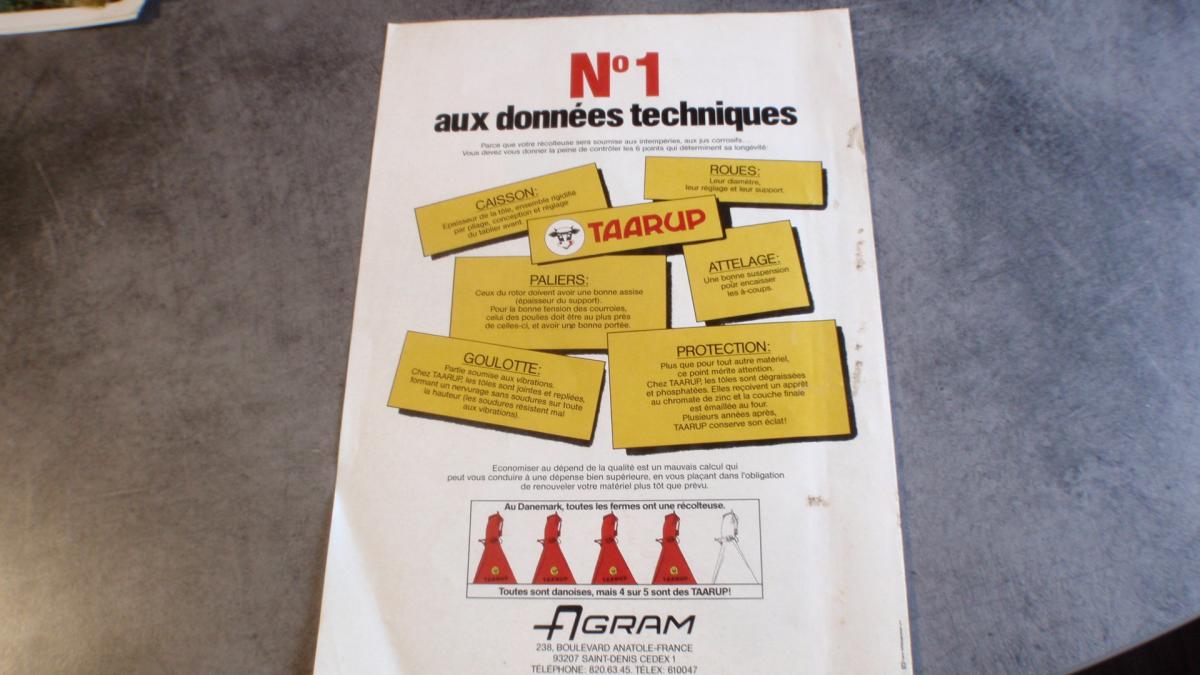 N° 1
aux données techniques
Parce que votre récolteuse sera soumise aux intempéries, aux jus corrosifs...
Vous devez vous donner la peine de contrôler les 6 points qui déterminent sa longévité:
CAISSON:
Epaisseur de la tôle, ensemble rigidifié
par pliage, conception et réglage
du tablier avant.
ROUES:
Leur diamètre,
leur réglage et leur support.
TAARUP
ATTELAGE:
Une bonne suspension
pour encaisser
les à-coups.
PALIERS:
Ceux du rotor doivent avoir une bonne assise
(épaisseur du support).
Pour la bonne tension des courroies,
celui des poulies doit être au plus près
de celles-ci, et avoir une bonne portée.
GOULOTTE:
Partie soumise aux vibrations.
Chez TAARUP, les tôles sont jointes et repliées,
formant un nervurage sans soudures sur toute
la hauteur (les soudures résistent mal
aux vibrations).
PROTECTION:
Plus que pour tout autre matériel,
ce point mérite attention.
Chez TAARUP, les tôles sont dégraissées
et phosphatées. Elles reçoivent un apprêt
au chromate de zinc et la couche finale
est émaillée au four.
Plusieurs années après,
TAARUP conserve son éclat!
Economiser au dépend de la qualité est un mauvais calcul qui
peut vous conduire à une dépense bien supérieure, en vous plaçant dans l'obligation
de renouveler votre matériel plus tôt que prévu.
Au Danemark, toutes les fermes ont une récolteuse.
TAARUP TAARUP TAARUP TAARUP
Toutes sont danoises, mais 4 sur 5 sont des TAARUP!
AGRAM
238, BOULEVARD ANATOLE-FRANCE
93207 SAINT-DENIS CEDEX 1
TÉLÉPHONE: 820.63.45. TÉLEX: 610047